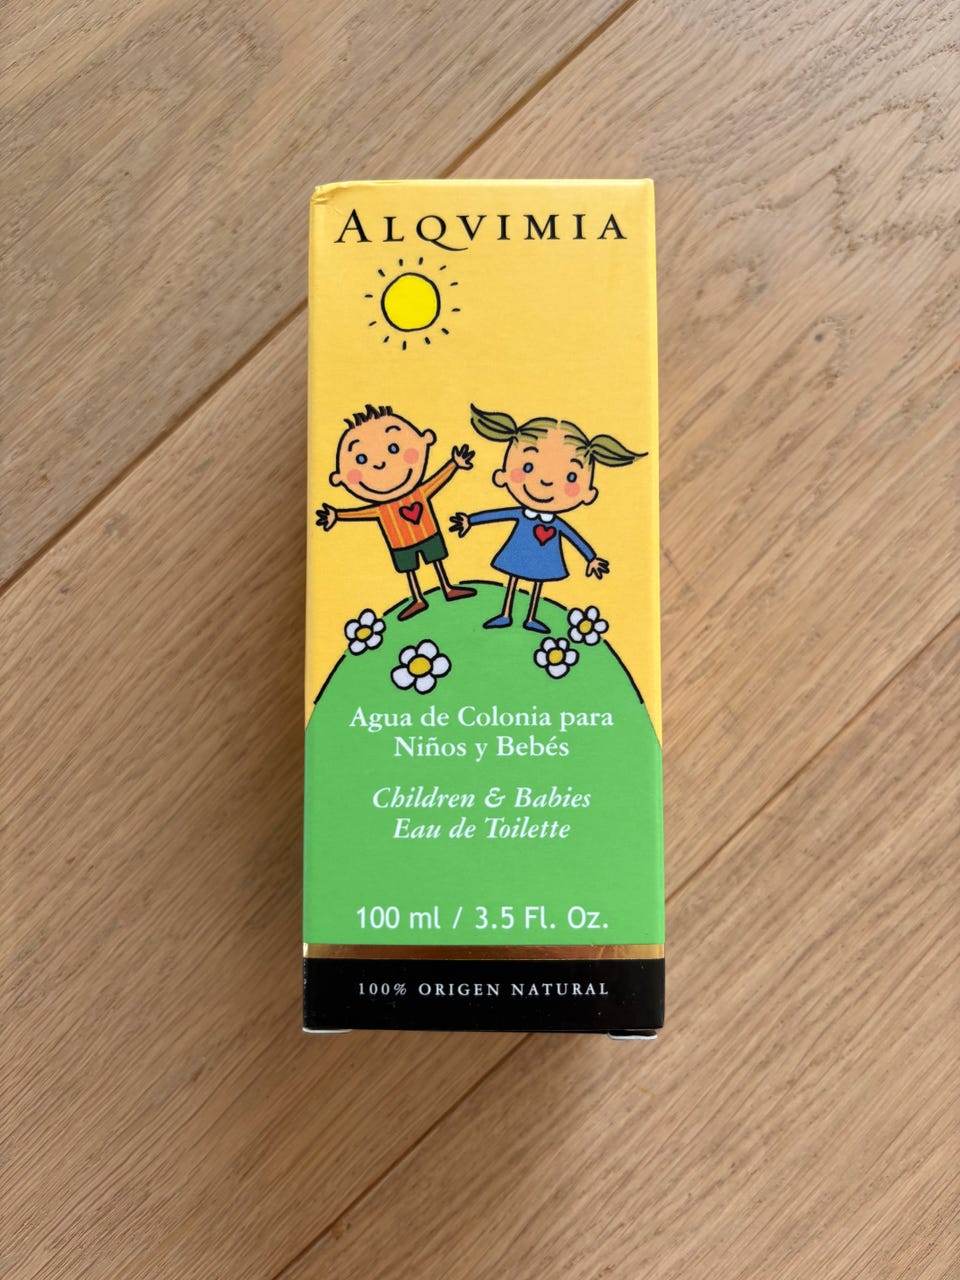 ALQVIMIA
Agua de Colonia para
Niños y Bebés
Children & Babies
Eau de Toilette
100 ml / 3.5 Fl. Oz.
100% ORIGEN NATURAL